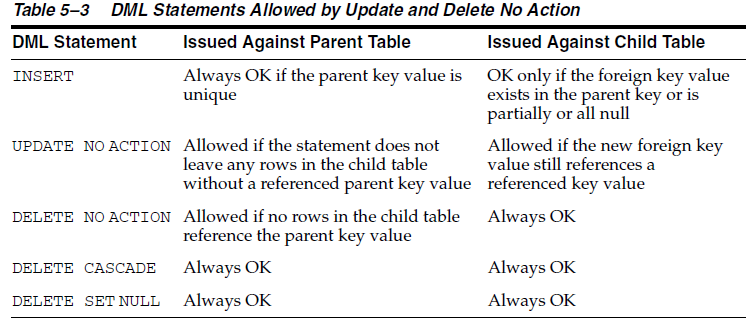 Table 5–3 DML Statements Allowed by Update and Delete No Action
DML Statement Issued Against Parent Table Issued Against Child Table
INSERT Always OK if the parent key value is OK only if the foreign key value
unique exists in the parent key or is
partially or all null
UPDATE NO ACTION Allowed if the statement does not Allowed if the new foreign key
leave any rows in the child table value still references a
without a referenced parent key value referenced key value
DELETE NO ACTION Allowed if no rows in the child table Always OK
reference the parent key value
DELETE CASCADE Always OK Always OK
DELETE SET NULL Always OK Always OK